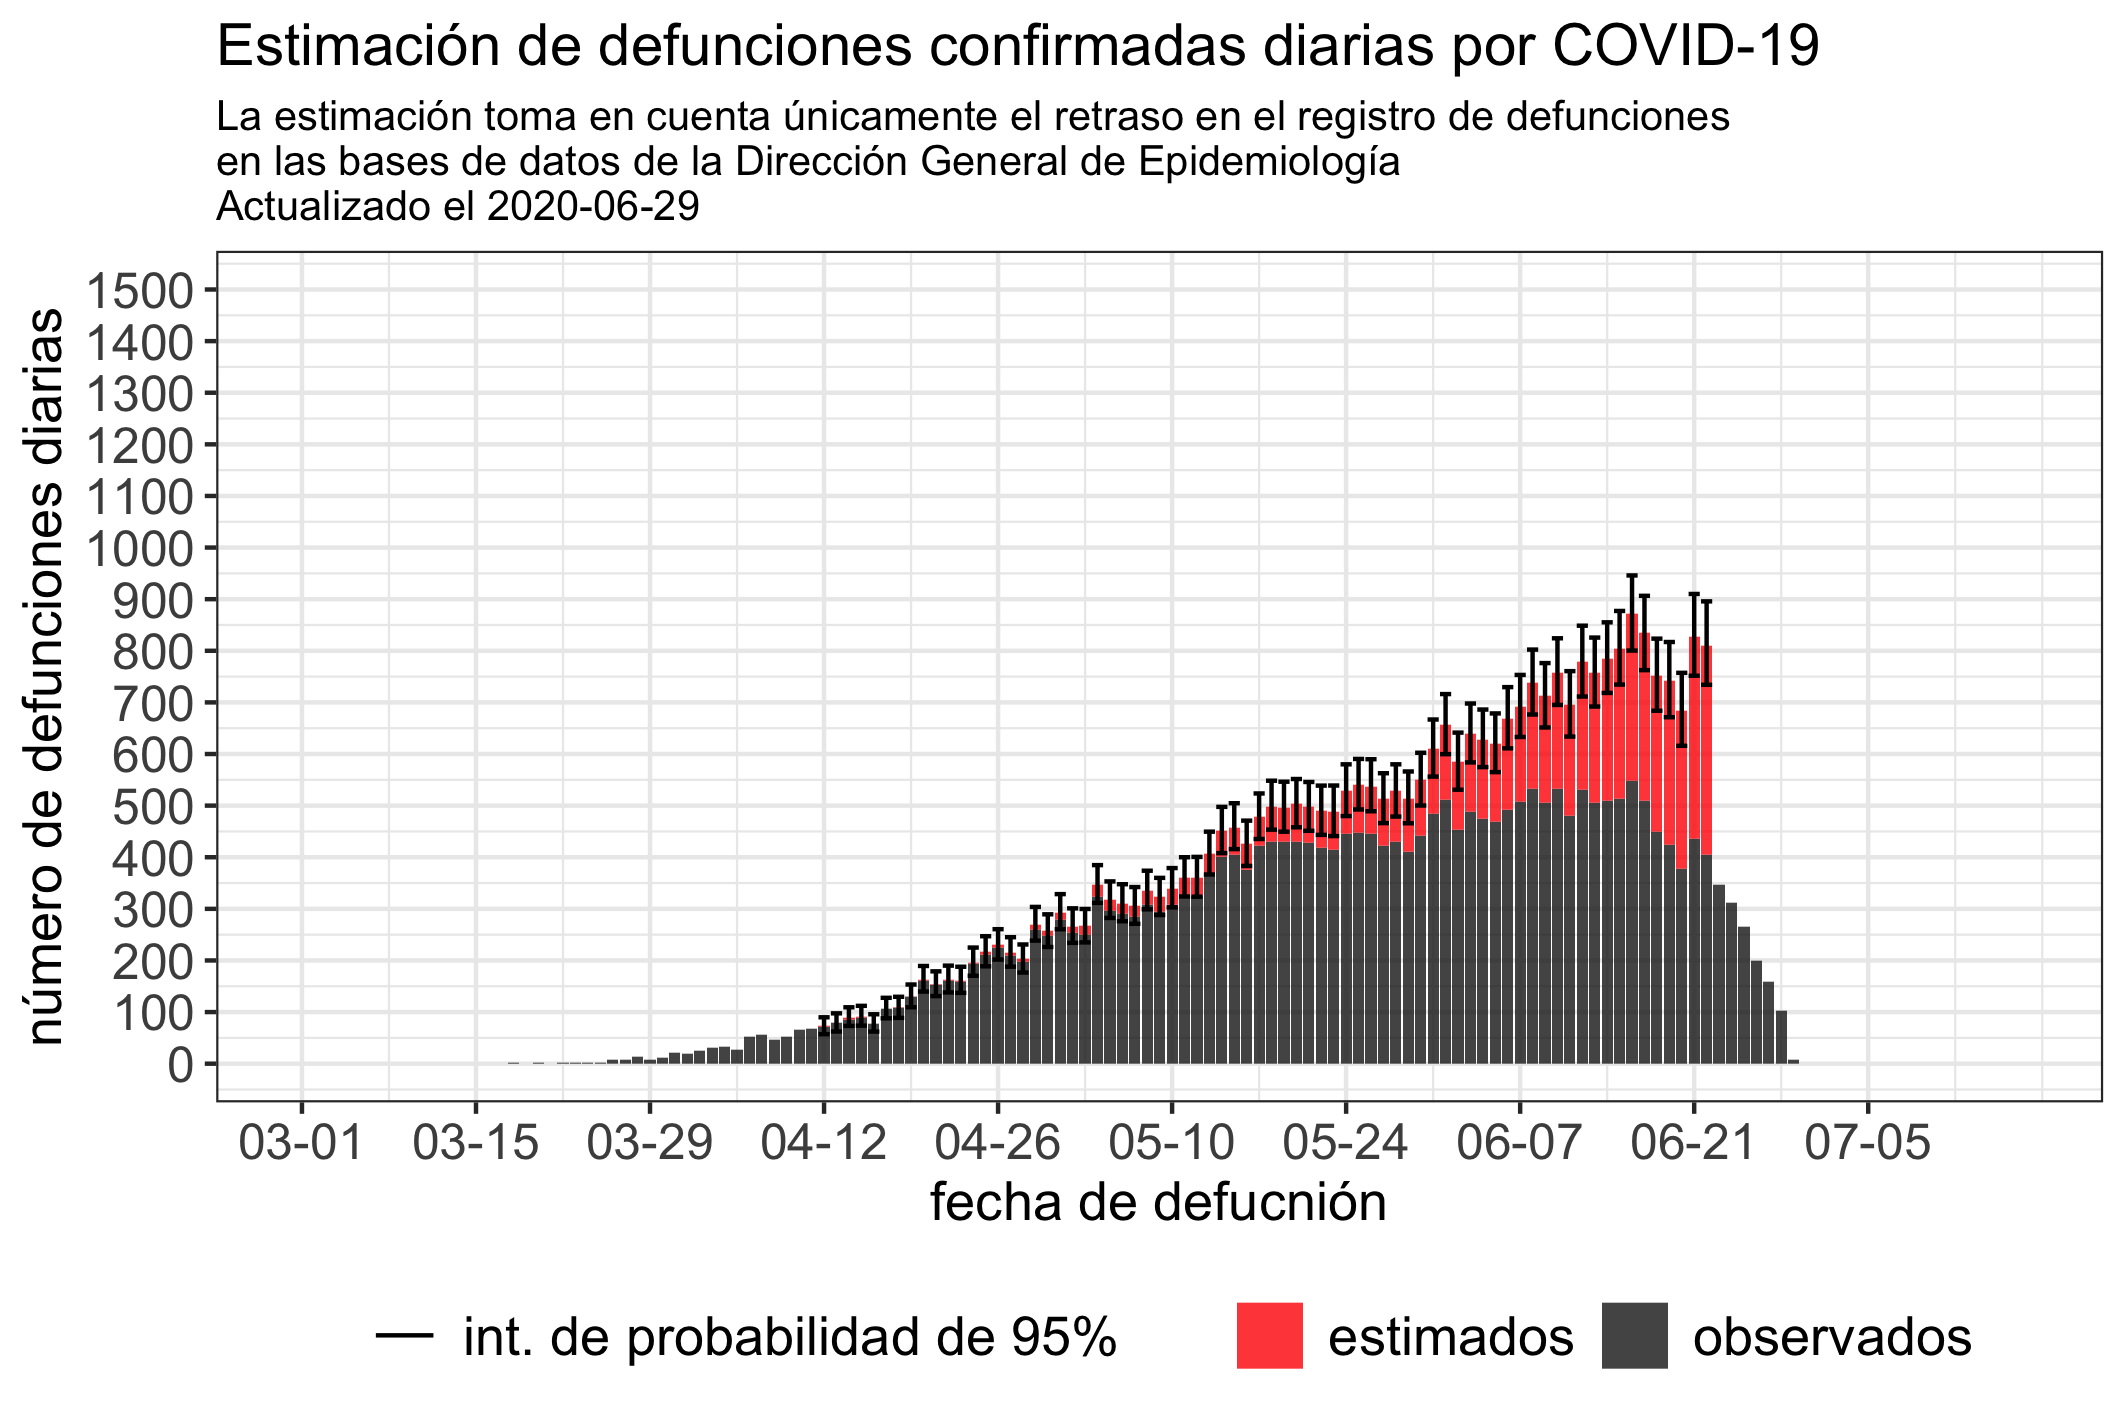 Estimación de defunciones confirmadas diarias por COVID-19
La estimación toma en cuenta únicamente el retraso en el registro de defunciones
en las bases de datos de la Dirección General de Epidemiología
Actualizado el 2020-06-29
número de defunciones diarias
1500
1400
1300
1200
1100
1000
900
800
700
600
500
400
300
200
100
0
03-01 03-15 03-29 04-12 04-26 05-10 05-24 06-07 06-21 07-05
fecha de defucnión
int. de probabilidad de 95% estimados observados